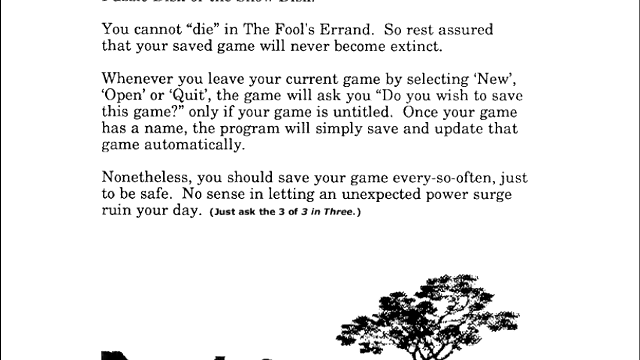 You cannot “die” in The Fool's Errand. So rest assured
that your saved game will never become extinct.
Whenever you leave your current game by selecting ‘New’,
‘Open’ or ‘Quit’, the game will ask you “Do you wish to save
this game?” only if your game is untitled. Once your game
has a name, the program will simply save and update that
game automatically.
Nonetheless, you should save your game every-so-often, just
to be safe. No sense in letting an unexpected power surge
ruin your day. (Just ask the 3 of 3 in Three.)